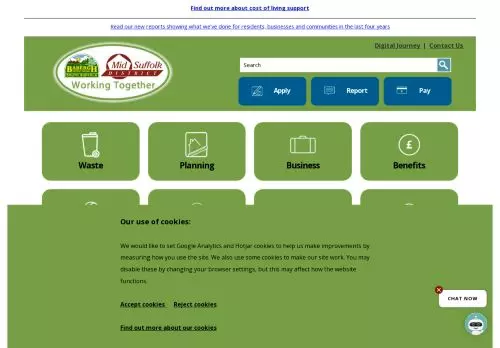 Find out more about cost of living support
Read our new reports showing what we've done for residents, businesses and communities in the last four years
Digital Journey | Contact Us
BABERGH
Mid Suffolk
DISTRICT
Working Together
Search
Apply
Report
Pay
Waste
Planning
Business
Benefits
Our use of cookies:
We would like to set Google Analytics and Hotjar cookies to help us make improvements by
measuring how you use the site. We also use some cookies to make our site work. You may
disable these by changing your browser settings, but this may affect how the website
functions.
Accept cookies Reject cookies
Find out more about our cookies
CHAT NOW